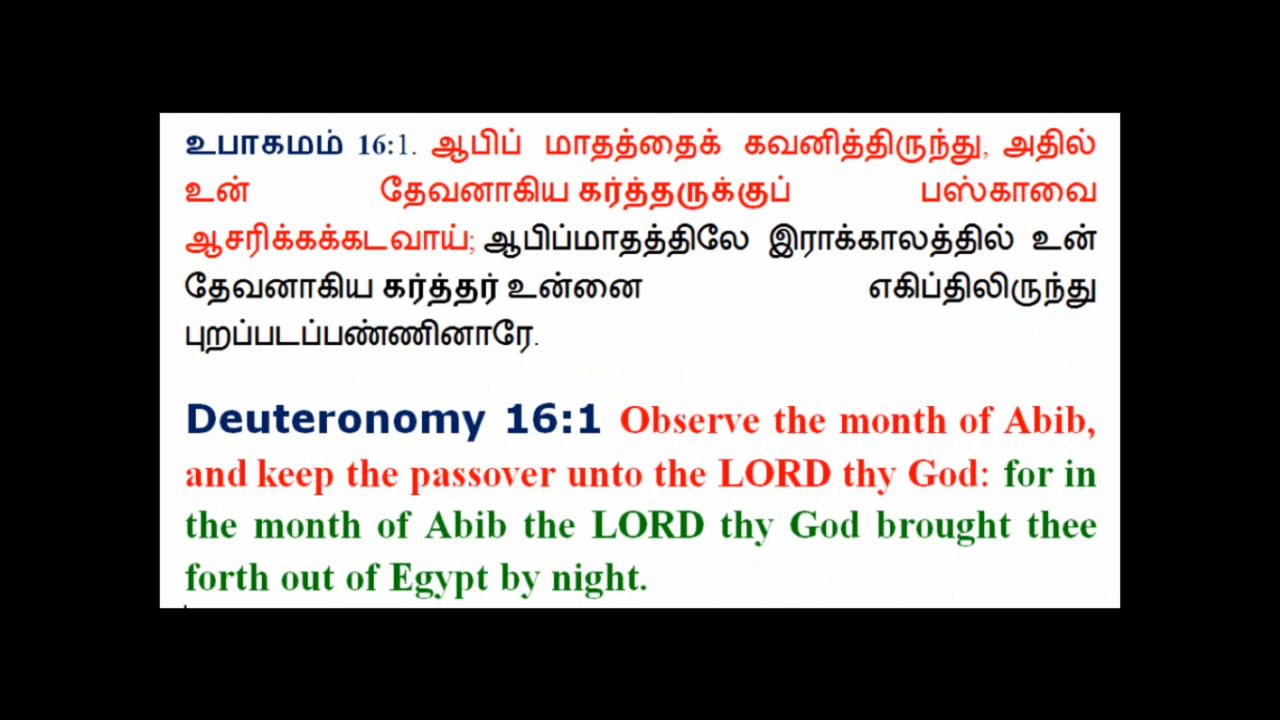 உபாகமம் 16:1. ஆபிப் மாதத்தைக் கவனித்திருந்து, அதில்
உன் தேவனாகிய கர்த்தருக்குப் பஸ்காவை
ஆசரிக்கக்கடவாய்; ஆபிப்மாதத்திலே இராக்காலத்தில் உன்
தேவனாகிய கர்த்தர் உன்னை எகிப்திலிருந்து
புறப்படப்பண்ணினாரே.
Deuteronomy 16:1 Observe the month of Abib,
and keep the passover unto the LORD thy God: for in
the month of Abib the LORD thy God brought thee
forth out of Egypt by night.